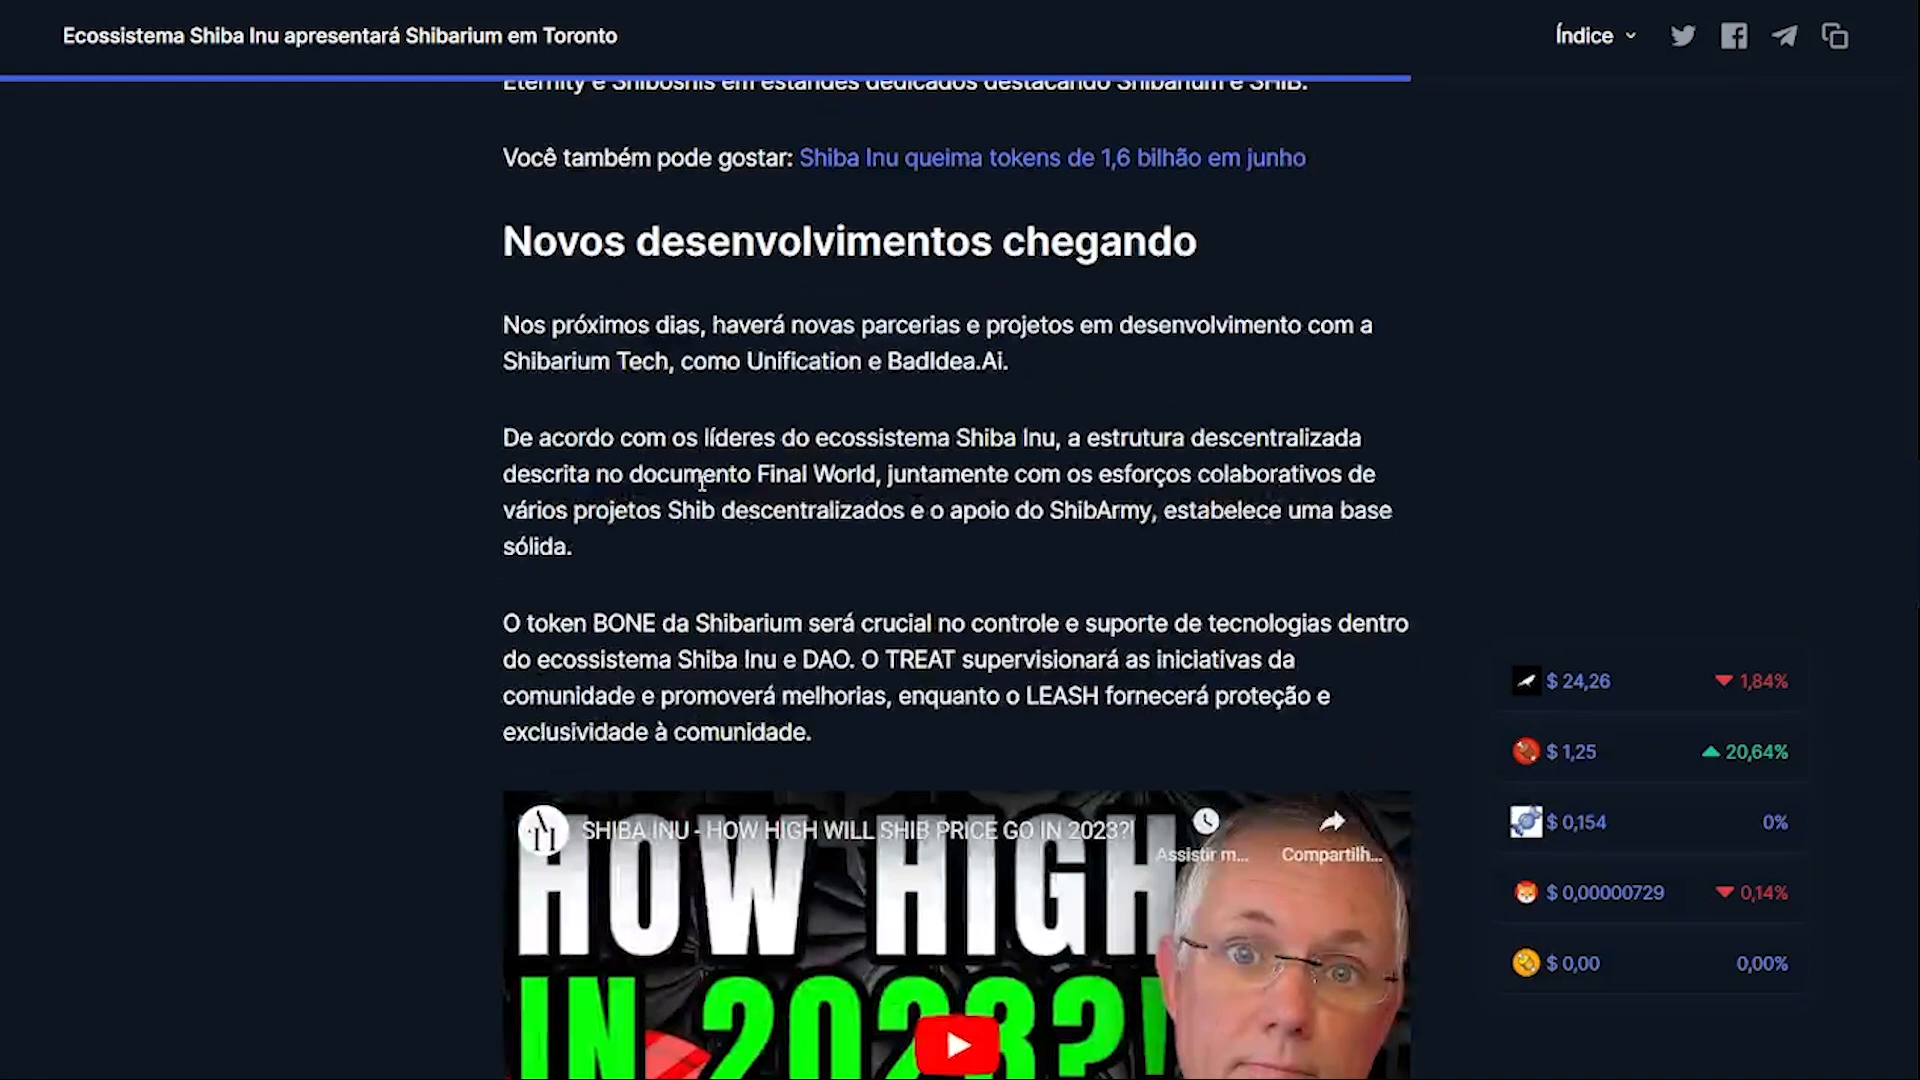 Ecossistema Shiba Inu apresentará Shibarium em Toronto
Índice
Eternity e Shiboshis em estandes dedicados destacando Shibarium e SHIB.
Você também pode gostar: Shiba Inu queima tokens de 1,6 bilhão em junho
Novos desenvolvimentos chegando
Nos próximos dias, haverá novas parcerias e projetos em desenvolvimento com a
Shibarium Tech, como Unification e BadIdea.Ai.
De acordo com os líderes do ecossistema Shiba Inu, a estrutura descentralizada
descrita no documento Final World, juntamente com os esforços colaborativos de
vários projetos Shib descentralizados e o apoio do ShibArmy, estabelece uma base
sólida.
O token BONE da Shibarium será crucial no controle e suporte de tecnologias dentro
do ecossistema Shiba Inu e DAO. O TREAT supervisionará as iniciativas da
comunidade e promoverá melhorias, enquanto o LEASH fornecerá proteção e
exclusividade à comunidade.
$ 24,26 1,84%
$ 1,25 20,64%
$ 0,154 0%
$ 0,00000729 0,14%
$ 0,00 0,00%
SHIBA INU - HOW HIGH WILL SHIB PRICE GO IN 2023?!
Assistir m...
Compartilh...
HOW HIGH
IN 2023?!